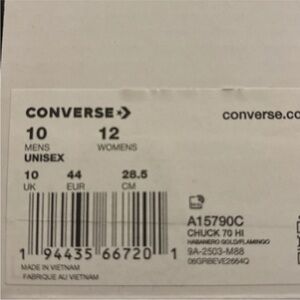 CONVERSE
converse.co
10 12
MENS WOMENS
UNISEX
10 44 28.5
UK EUR CM
A15790C
CHUCK 70 HI
HABANERO GOLD/FLAMINGO
9A-2503-M88
06GRBEVE2664Q
1 94435 66720 1
MADE IN VIETNAM
FABRIQUE AU VIETNAM